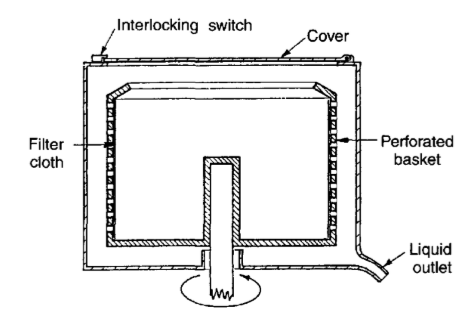 Interlocking switch
Cover
Filter
cloth
Perforated
basket
Liquid
outlet